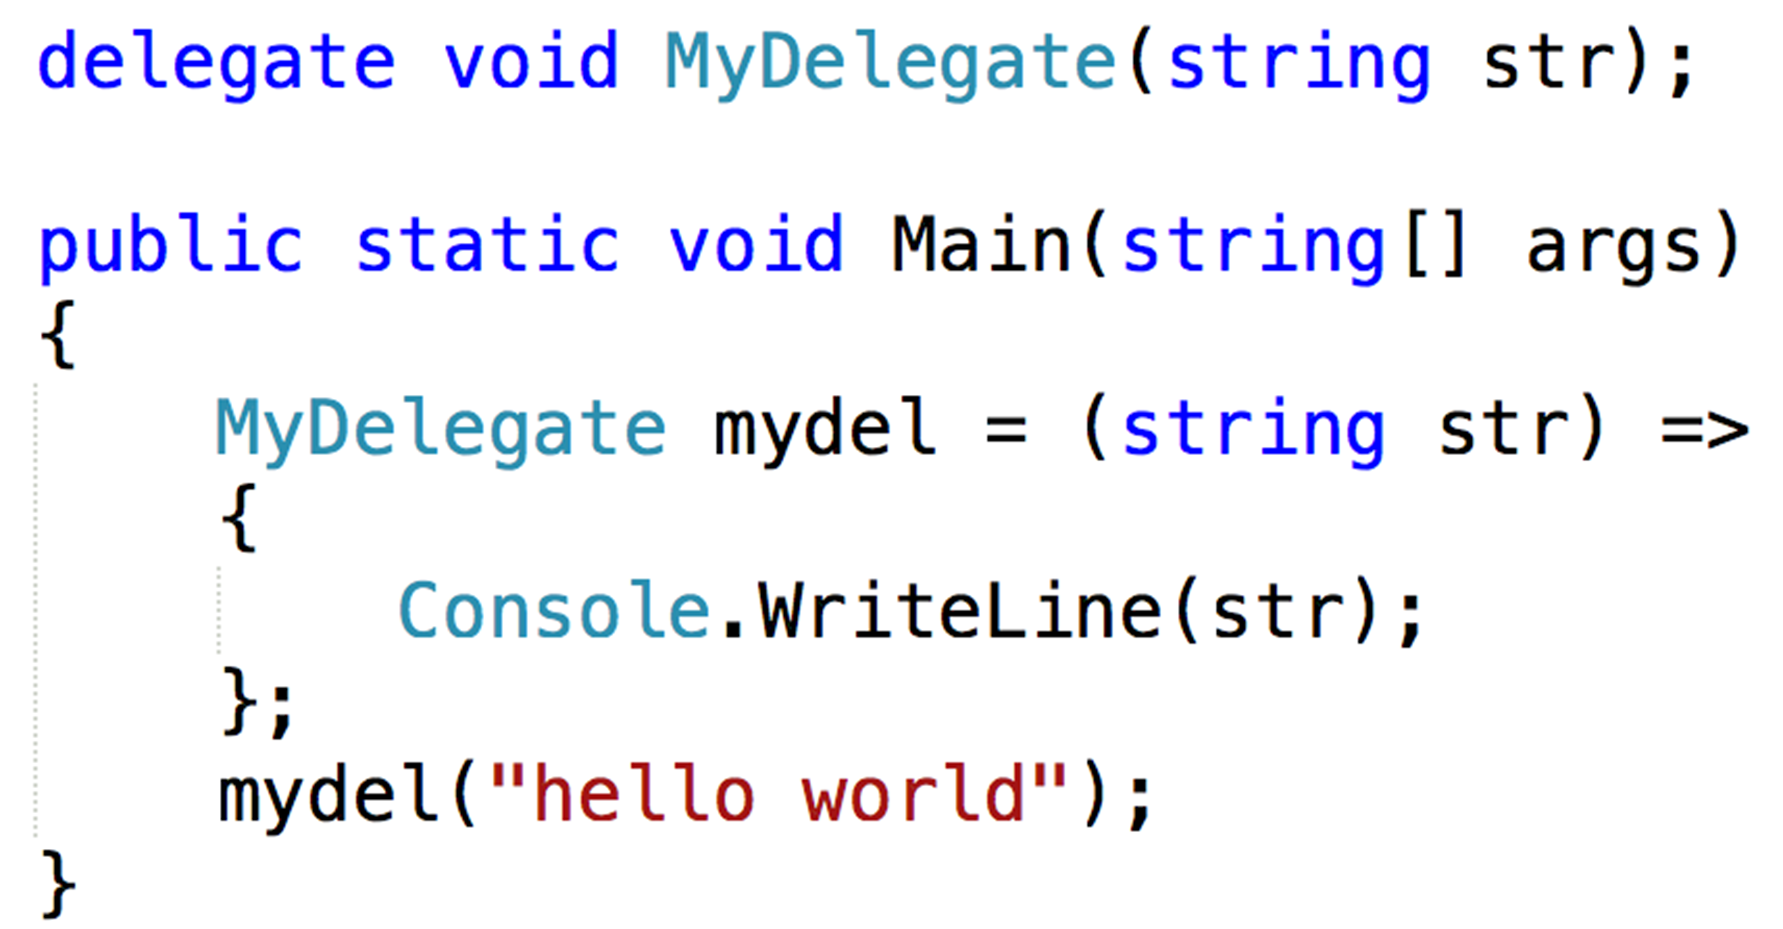 delegate void MyDelegate(string str);
public static void Main(string[] args)
{
MyDelegate mydel = (string str) =>
{
Console.WriteLine(str);
};
mydel("hello world");
}